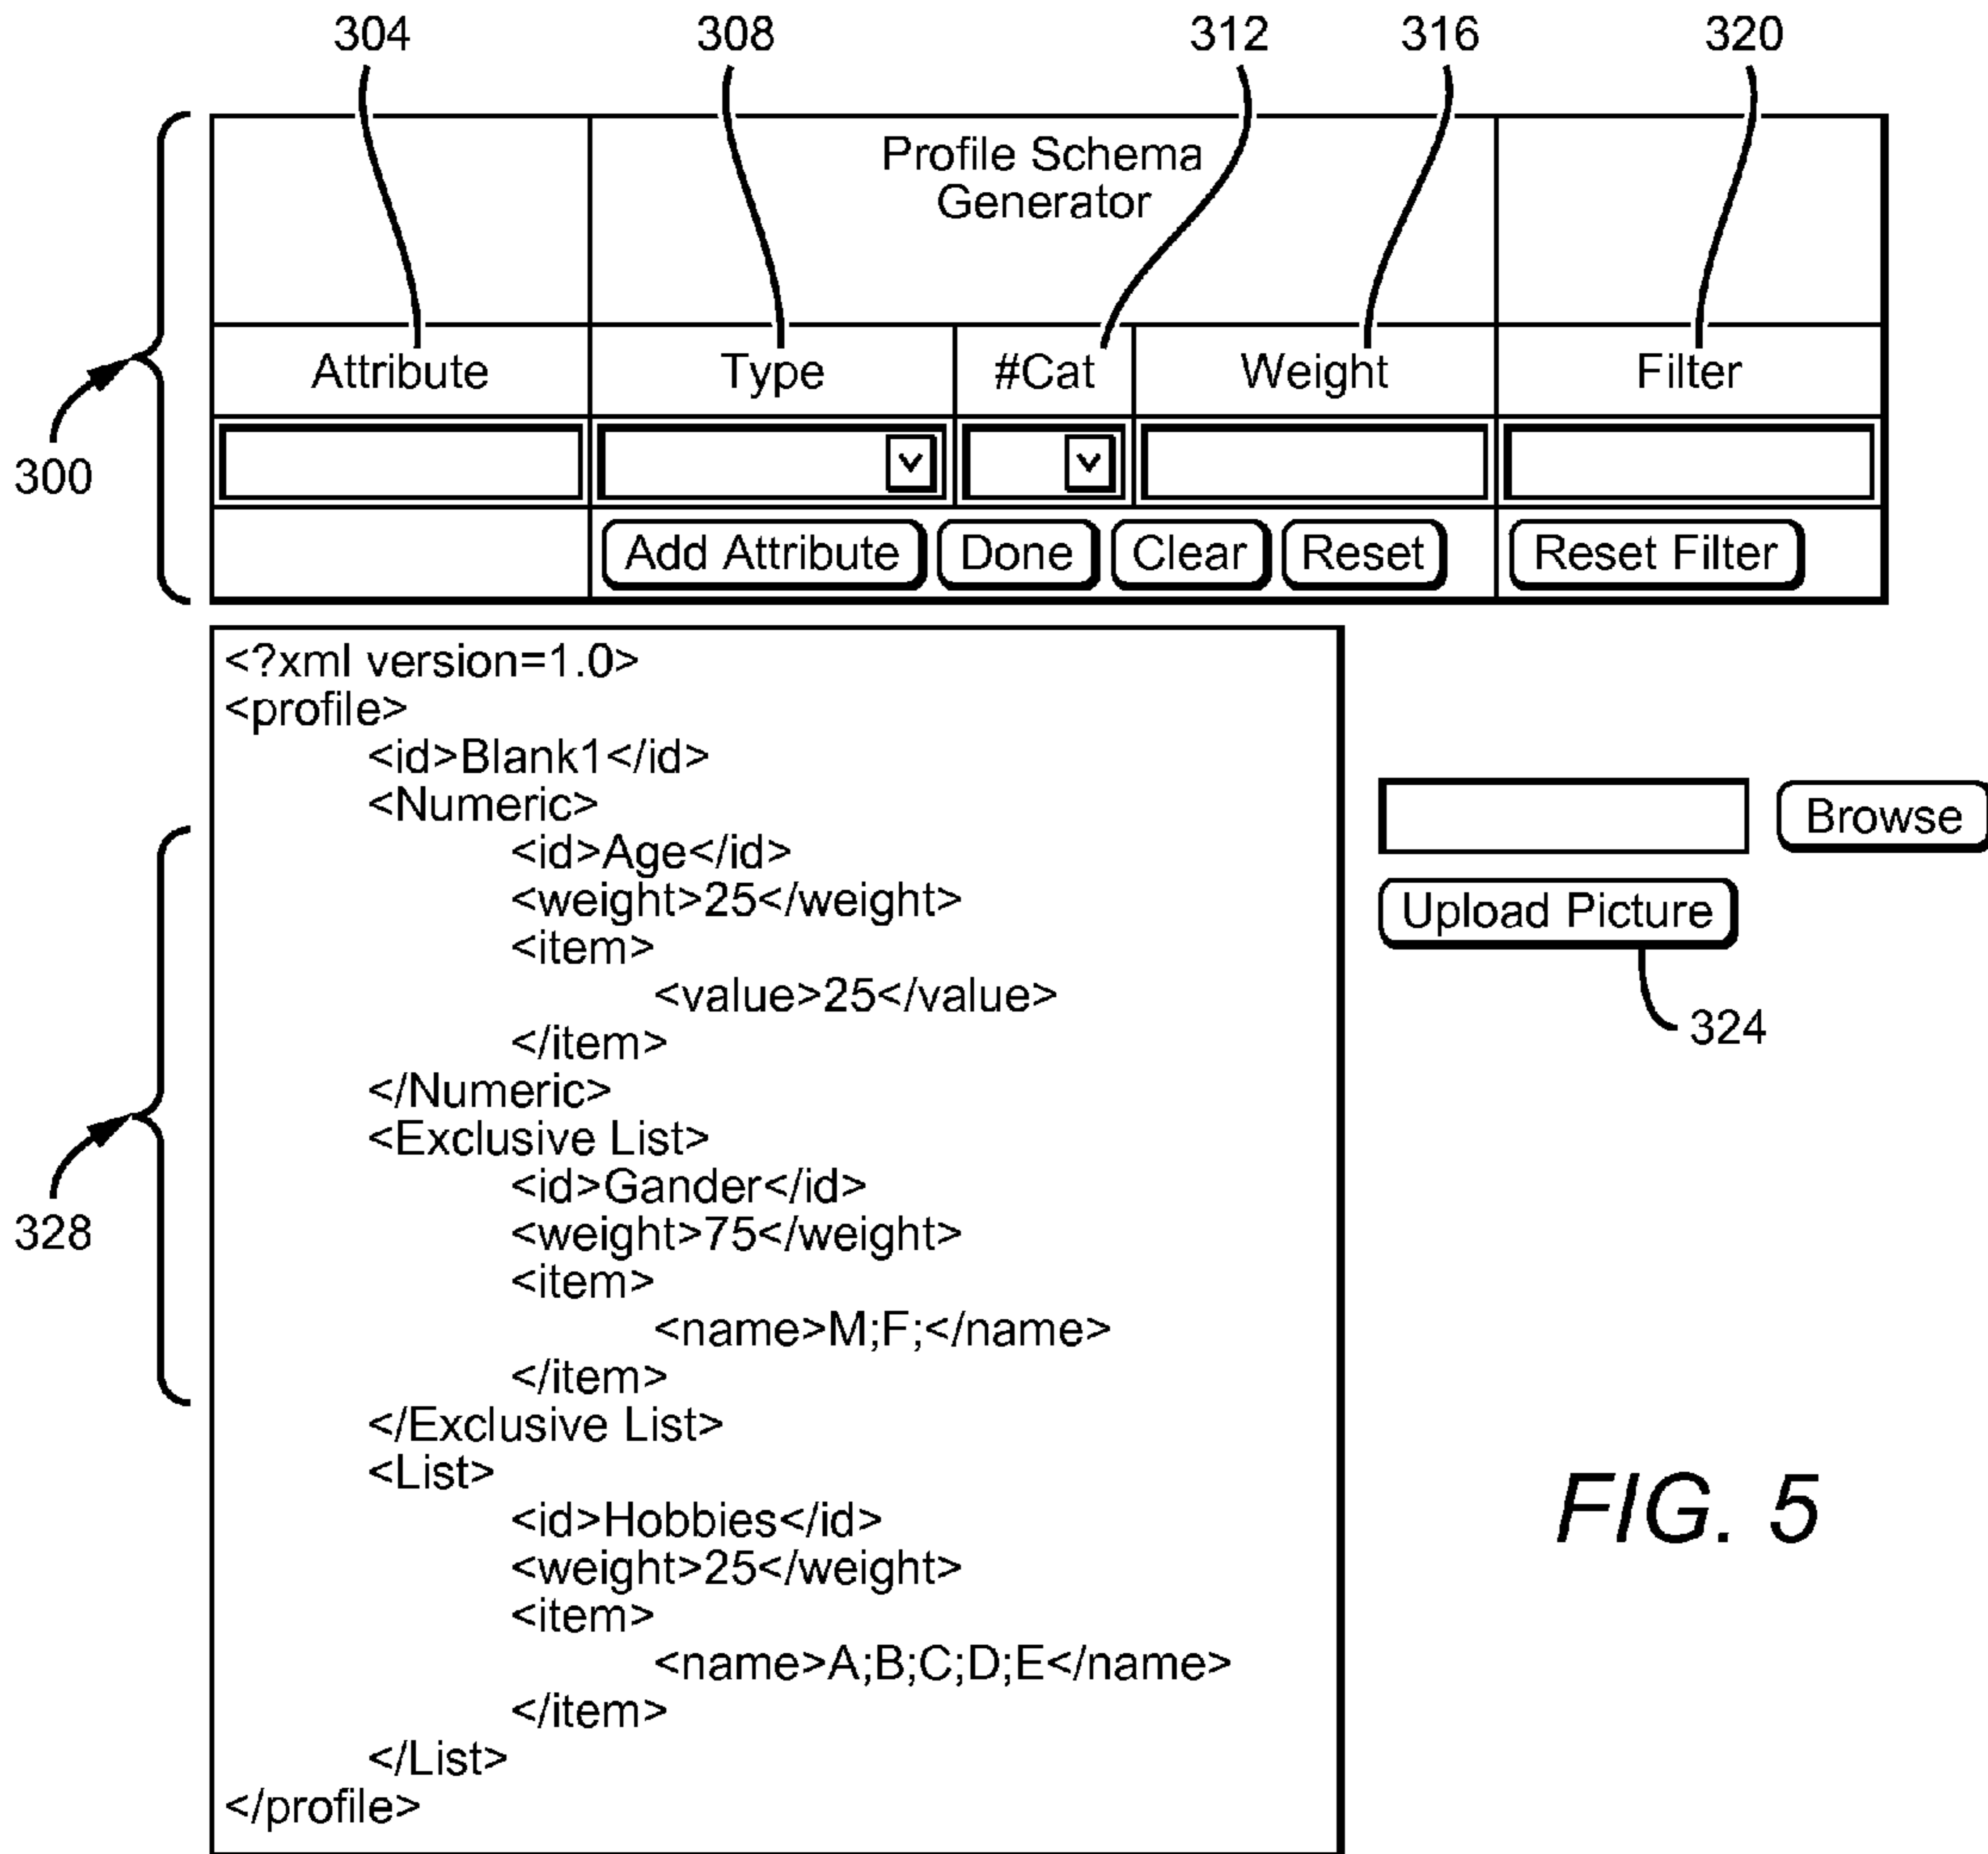 304 308 312 316 320
Profile Schema
Generator
Attribute Type #Cat Weight Filter
300
Add Attribute Done Clear Reset Reset Filter
<?xml version=1.0>
<profile>
<id>Blank1</id>
<Numeric>
<id>Age</id>
<weight>25</weight>
<item>
<value>25</value>
</item>
</Numeric>
<Exclusive List>
<id>Gander</id>
<weight>75</weight>
<item>
<name>M;F;</name>
</item>
</Exclusive List>
<List>
<id>Hobbies</id>
<weight>25</weight>
<item>
<name>A;B;C;D;E</name>
</item>
</List>
</profile>
328
Browse
Upload Picture
324
FIG. 5